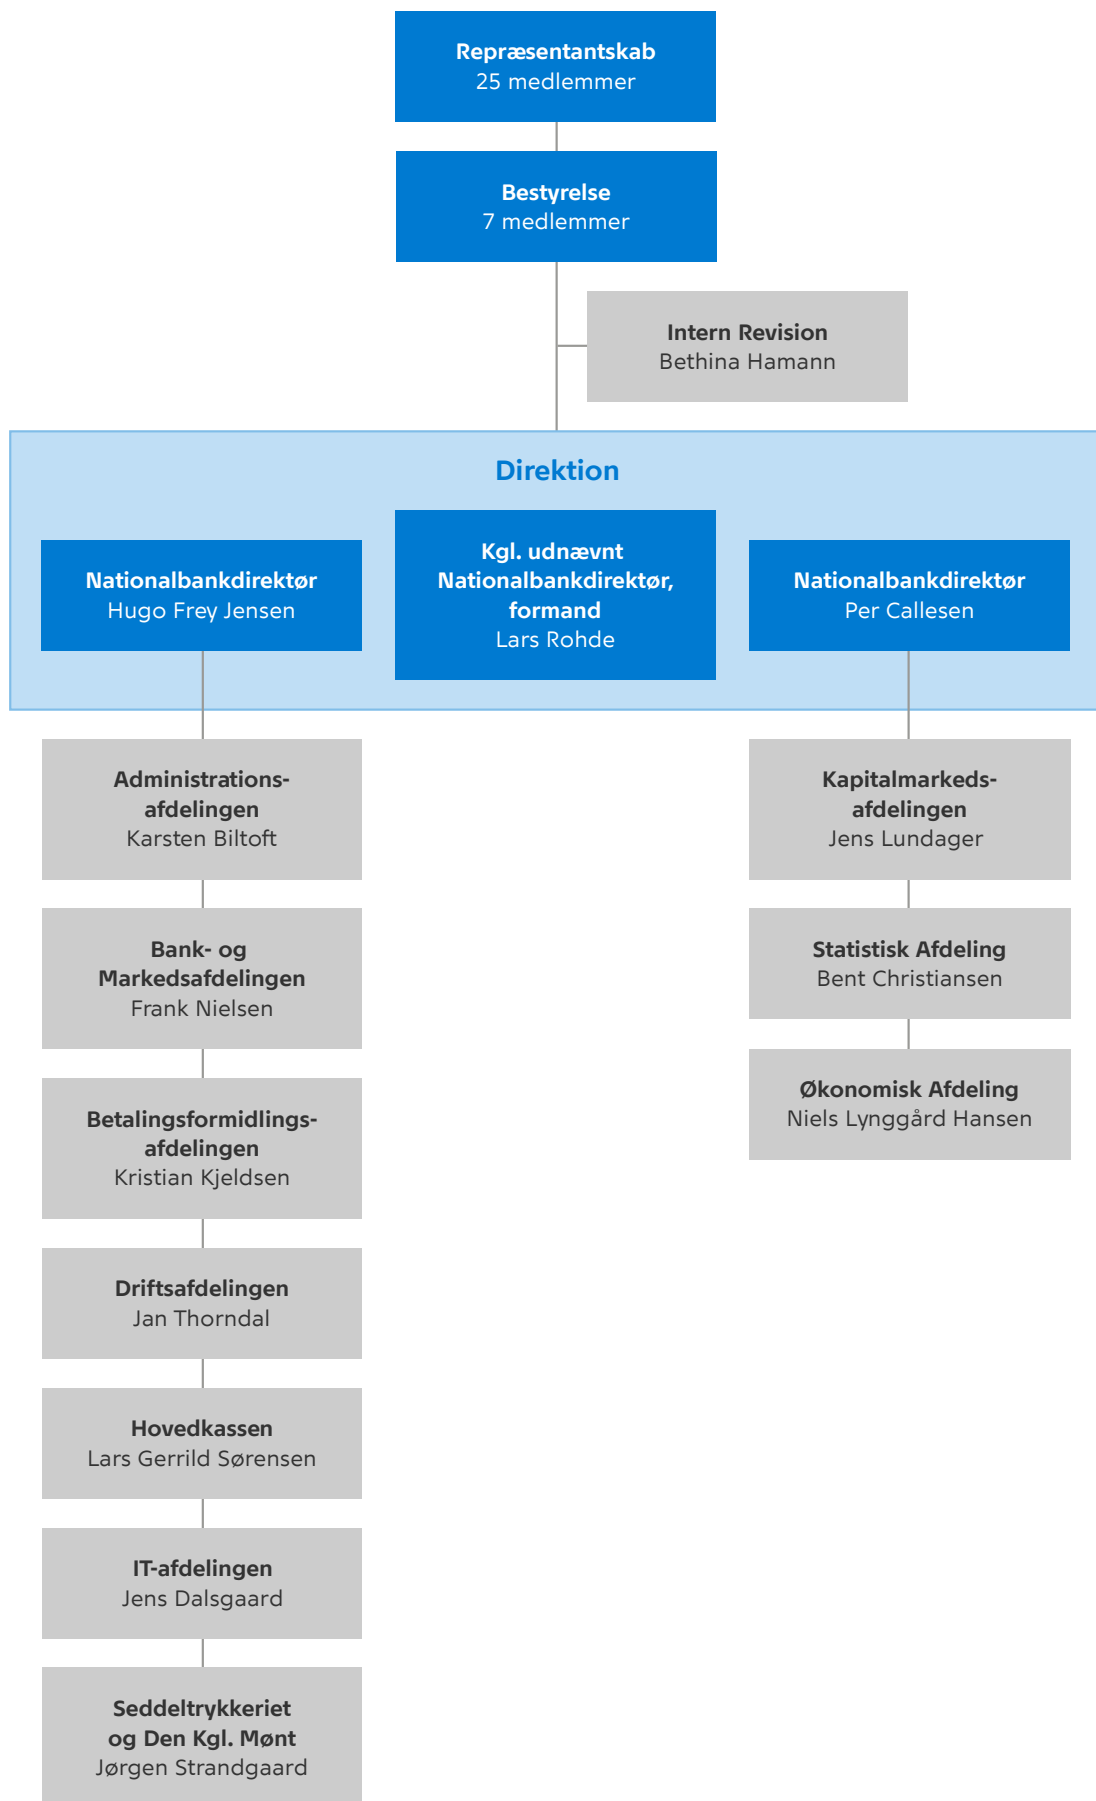 Repræsentantskab
25 medlemmer
Bestyrelse
7 medlemmer
Intern Revision
Bethina Hamann
Direktion
Nationalbankdirektør
Hugo Frey Jensen
Kgl. udnævnt
Nationalbankdirektør,
formand
Lars Rohde
Nationalbankdirektør
Per Callesen
Administrations-
afdelingen
Karsten Biltoft
Bank- og
Markedsafdelingen
Frank Nielsen
Betalingsformidlings-
afdelingen
Kristian Kjeldsen
Driftsafdelingen
Jan Thorndal
Hovedkassen
Lars Gerrild Sørensen
IT-afdelingen
Jens Dalsgaard
Seddeltrykkeriet
og Den Kgl. Mønt
Jørgen Strandgaard
Kapitalmarkeds-
afdelingen
Jens Lundager
Statistisk Afdeling
Bent Christiansen
Økonomisk Afdeling
Niels Lynggård Hansen